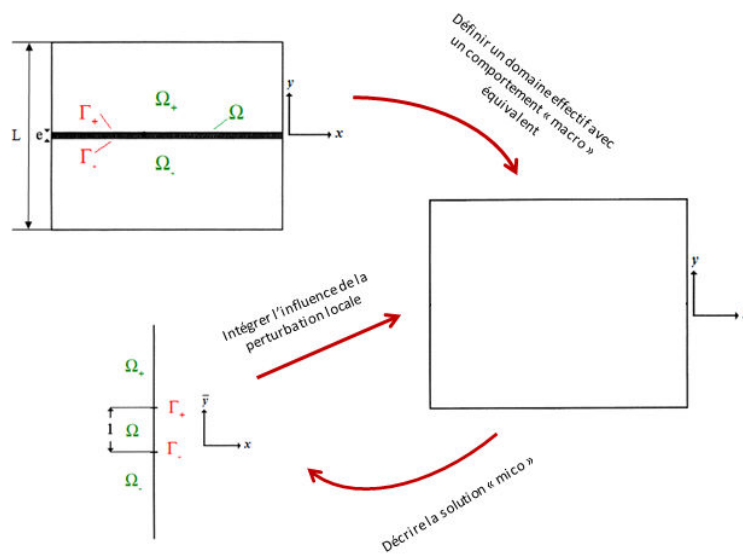 Définir un domaine effectif avec
un comportement « macro »
équivalent
L
e
Γ₊
Γ₋
Ω₊
Ω
Ω₋
y
x
y
Intégrer l’influence de la
perturbation locale
Ω₊
1
Ω
Ω₋
Γ₊
Γ₋
ȳ
x
Décrire la solution « mico »